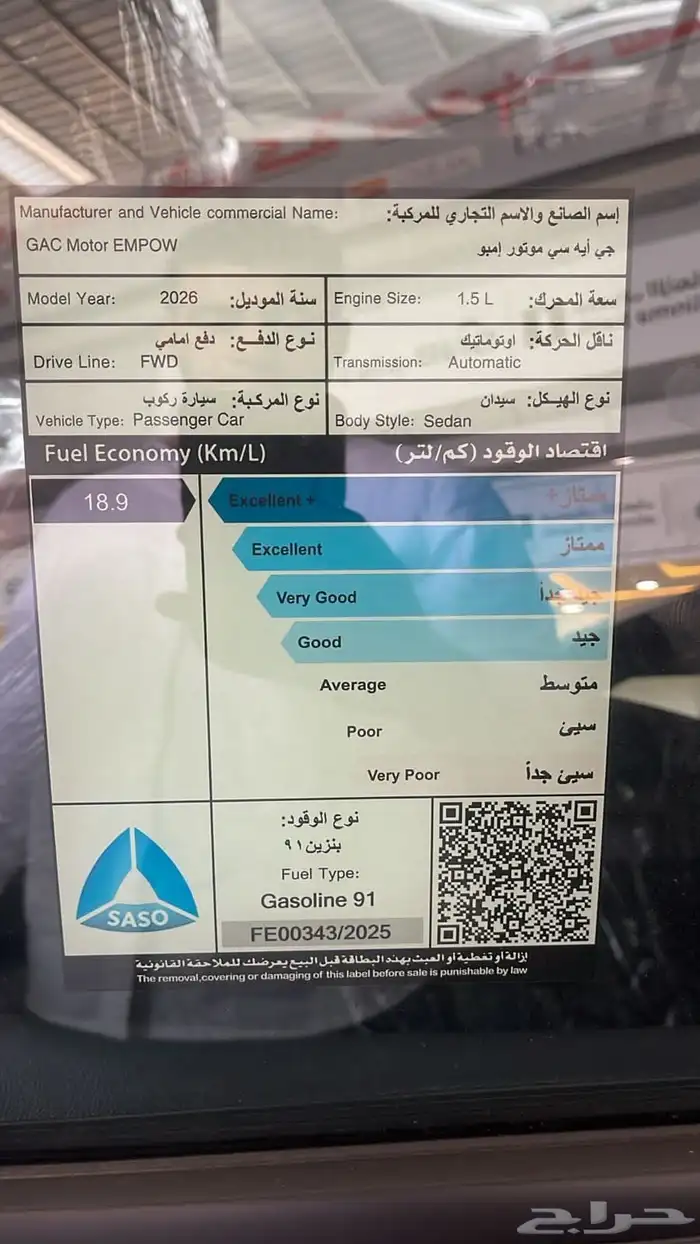 Manufacturer and Vehicle commercial Name: إسم الصانع والاسم التجاري للمركبة:
GAC Motor EMPOW جي أيه سي موتور إمبو
Model Year: 2026 سنة الموديل: Engine Size: 1.5 L سعة المحرك:
نوع الدفع: دفع امامي ناقل الحركة: اوتوماتيك
Drive Line: FWD Transmission: Automatic
نوع المركبة: سيارة ركوب نوع الهيكل: سيدان
Vehicle Type: Passenger Car Body Style: Sedan
Fuel Economy (Km/L) اقتصاد الوقود (كم/لتر)
18.9 Excellent + ممتاز+
Excellent ممتاز
Very Good جيد جداً
Good جيد
Average متوسط
Poor سيئ
Very Poor سيئ جداً
نوع الوقود:
بنزين ٩١
Fuel Type:
Gasoline 91
SASO
FE00343/2025
إزالة أو تغطية أو العبث بهذه البطاقة قبل البيع يعرضك للملاحقة القانونية
The removal,covering or damaging of this label before sale is punishable by law
حراج